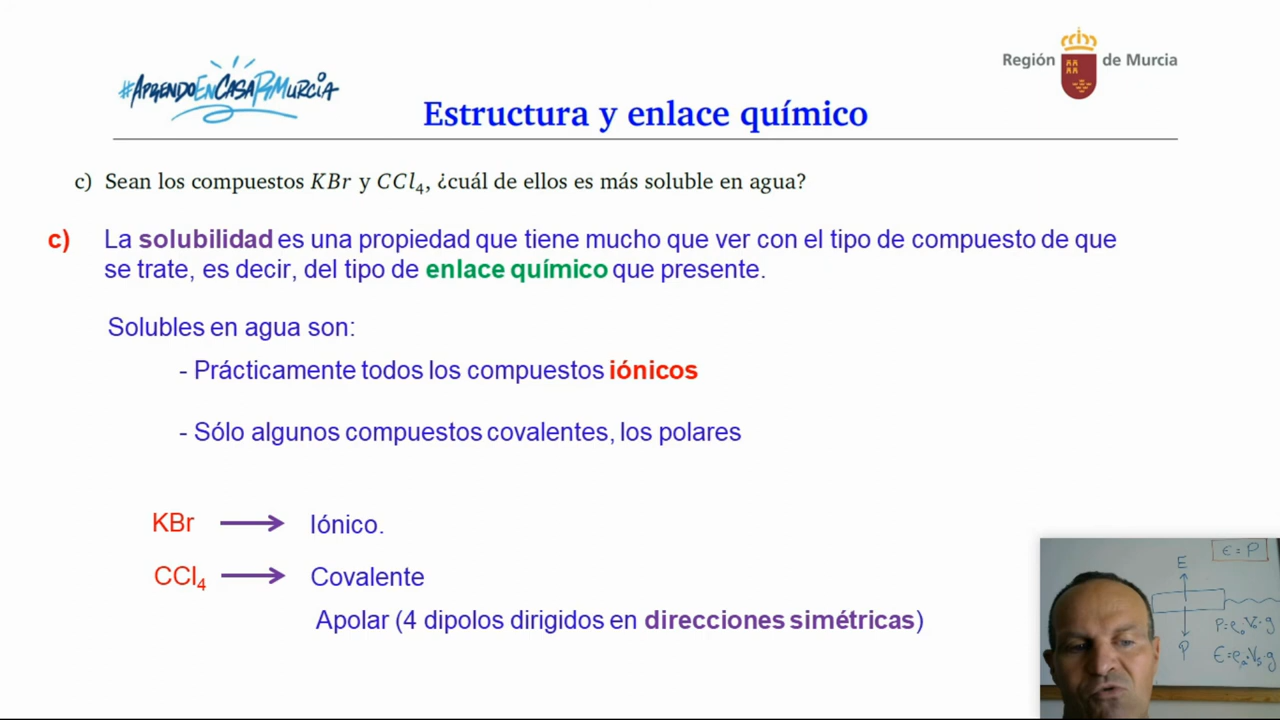 #APRENDOENCASARMURCIA
Región de Murcia
Estructura y enlace químico
c) Sean los compuestos KBr y CCl₄, ¿cuál de ellos es más soluble en agua?
c) La solubilidad es una propiedad que tiene mucho que ver con el tipo de compuesto de que
se trate, es decir, del tipo de enlace químico que presente.
Solubles en agua son:
- Prácticamente todos los compuestos iónicos
- Sólo algunos compuestos covalentes, los polares
KBr Iónico.
CCl₄ Covalente
Apolar (4 dipolos dirigidos en direcciones simétricas)
E = P
E
P